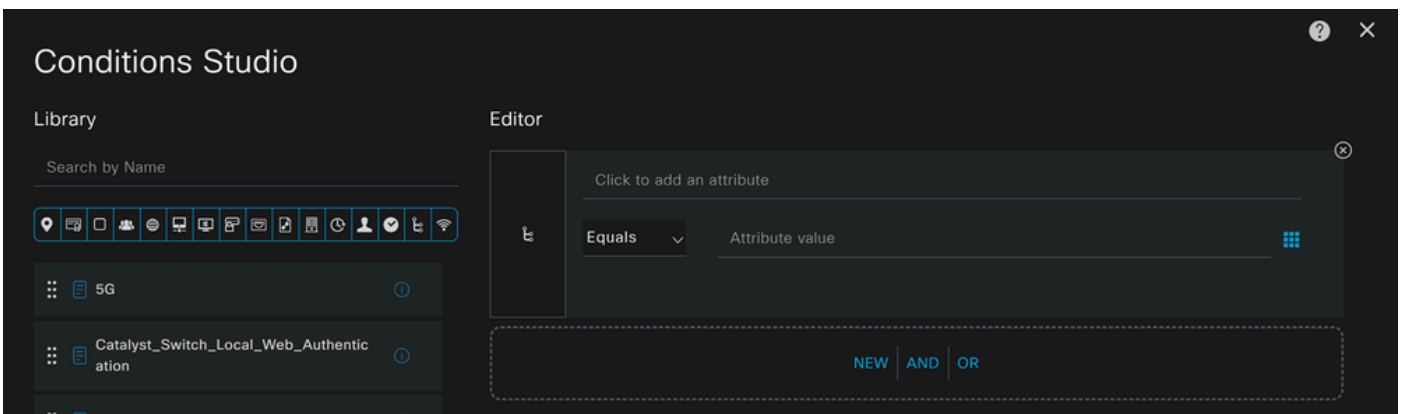 Conditions Studio
Library
Search by Name
5G
Catalyst_Switch_Local_Web_Authentic
ation
Editor
Click to add an attribute
Equals
Attribute value
NEW AND OR